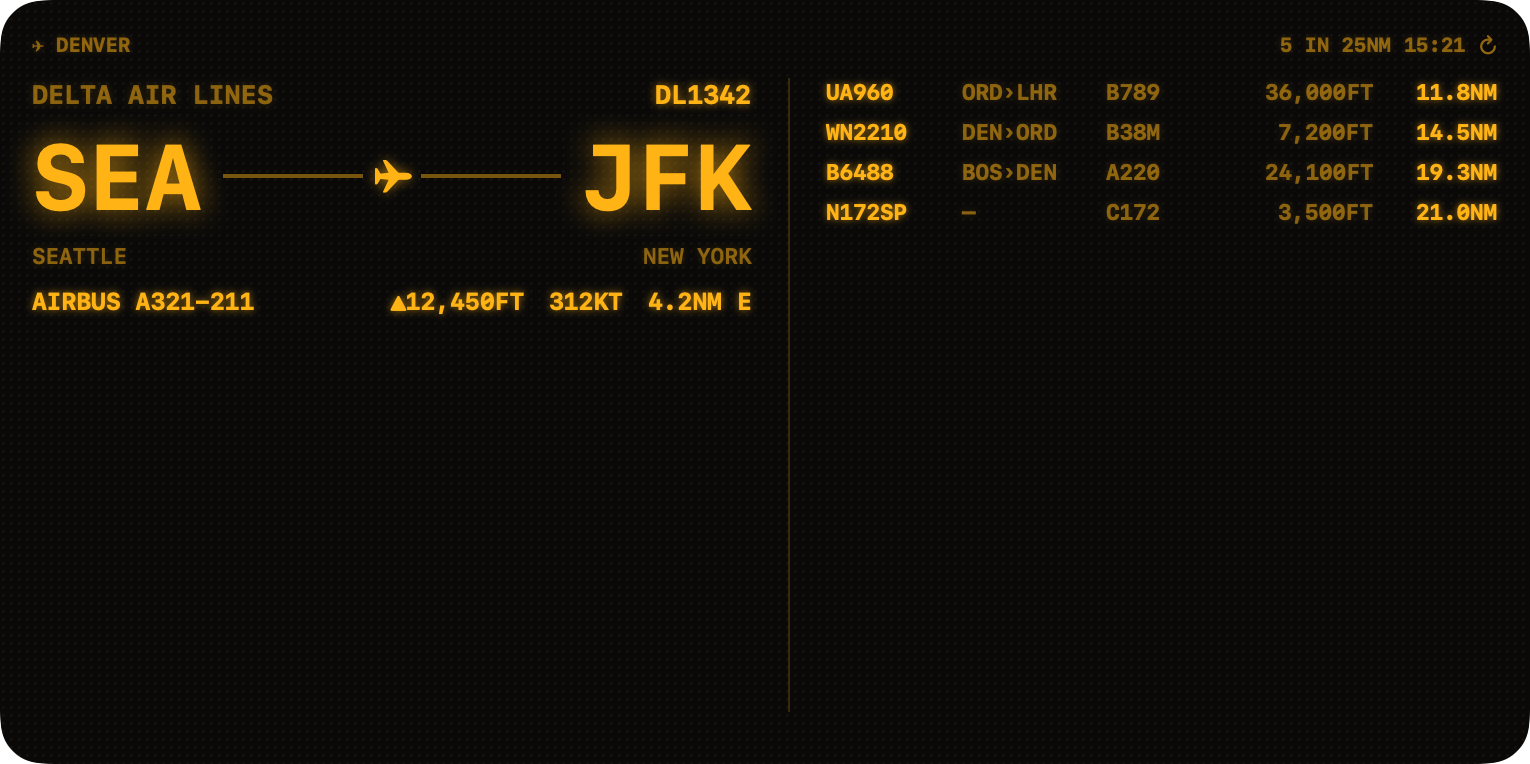 ✈ DENVER
5 IN 25NM 15:21 ↻
DELTA AIR LINES DL1342
SEA ✈ JFK
SEATTLE NEW YORK
AIRBUS A321–211 ▲12,450FT 312KT 4.2NM E
UA960 ORD›LHR B789 36,000FT 11.8NM
WN2210 DEN›ORD B38M 7,200FT 14.5NM
B6488 BOS›DEN A220 24,100FT 19.3NM
N172SP — C172 3,500FT 21.0NM